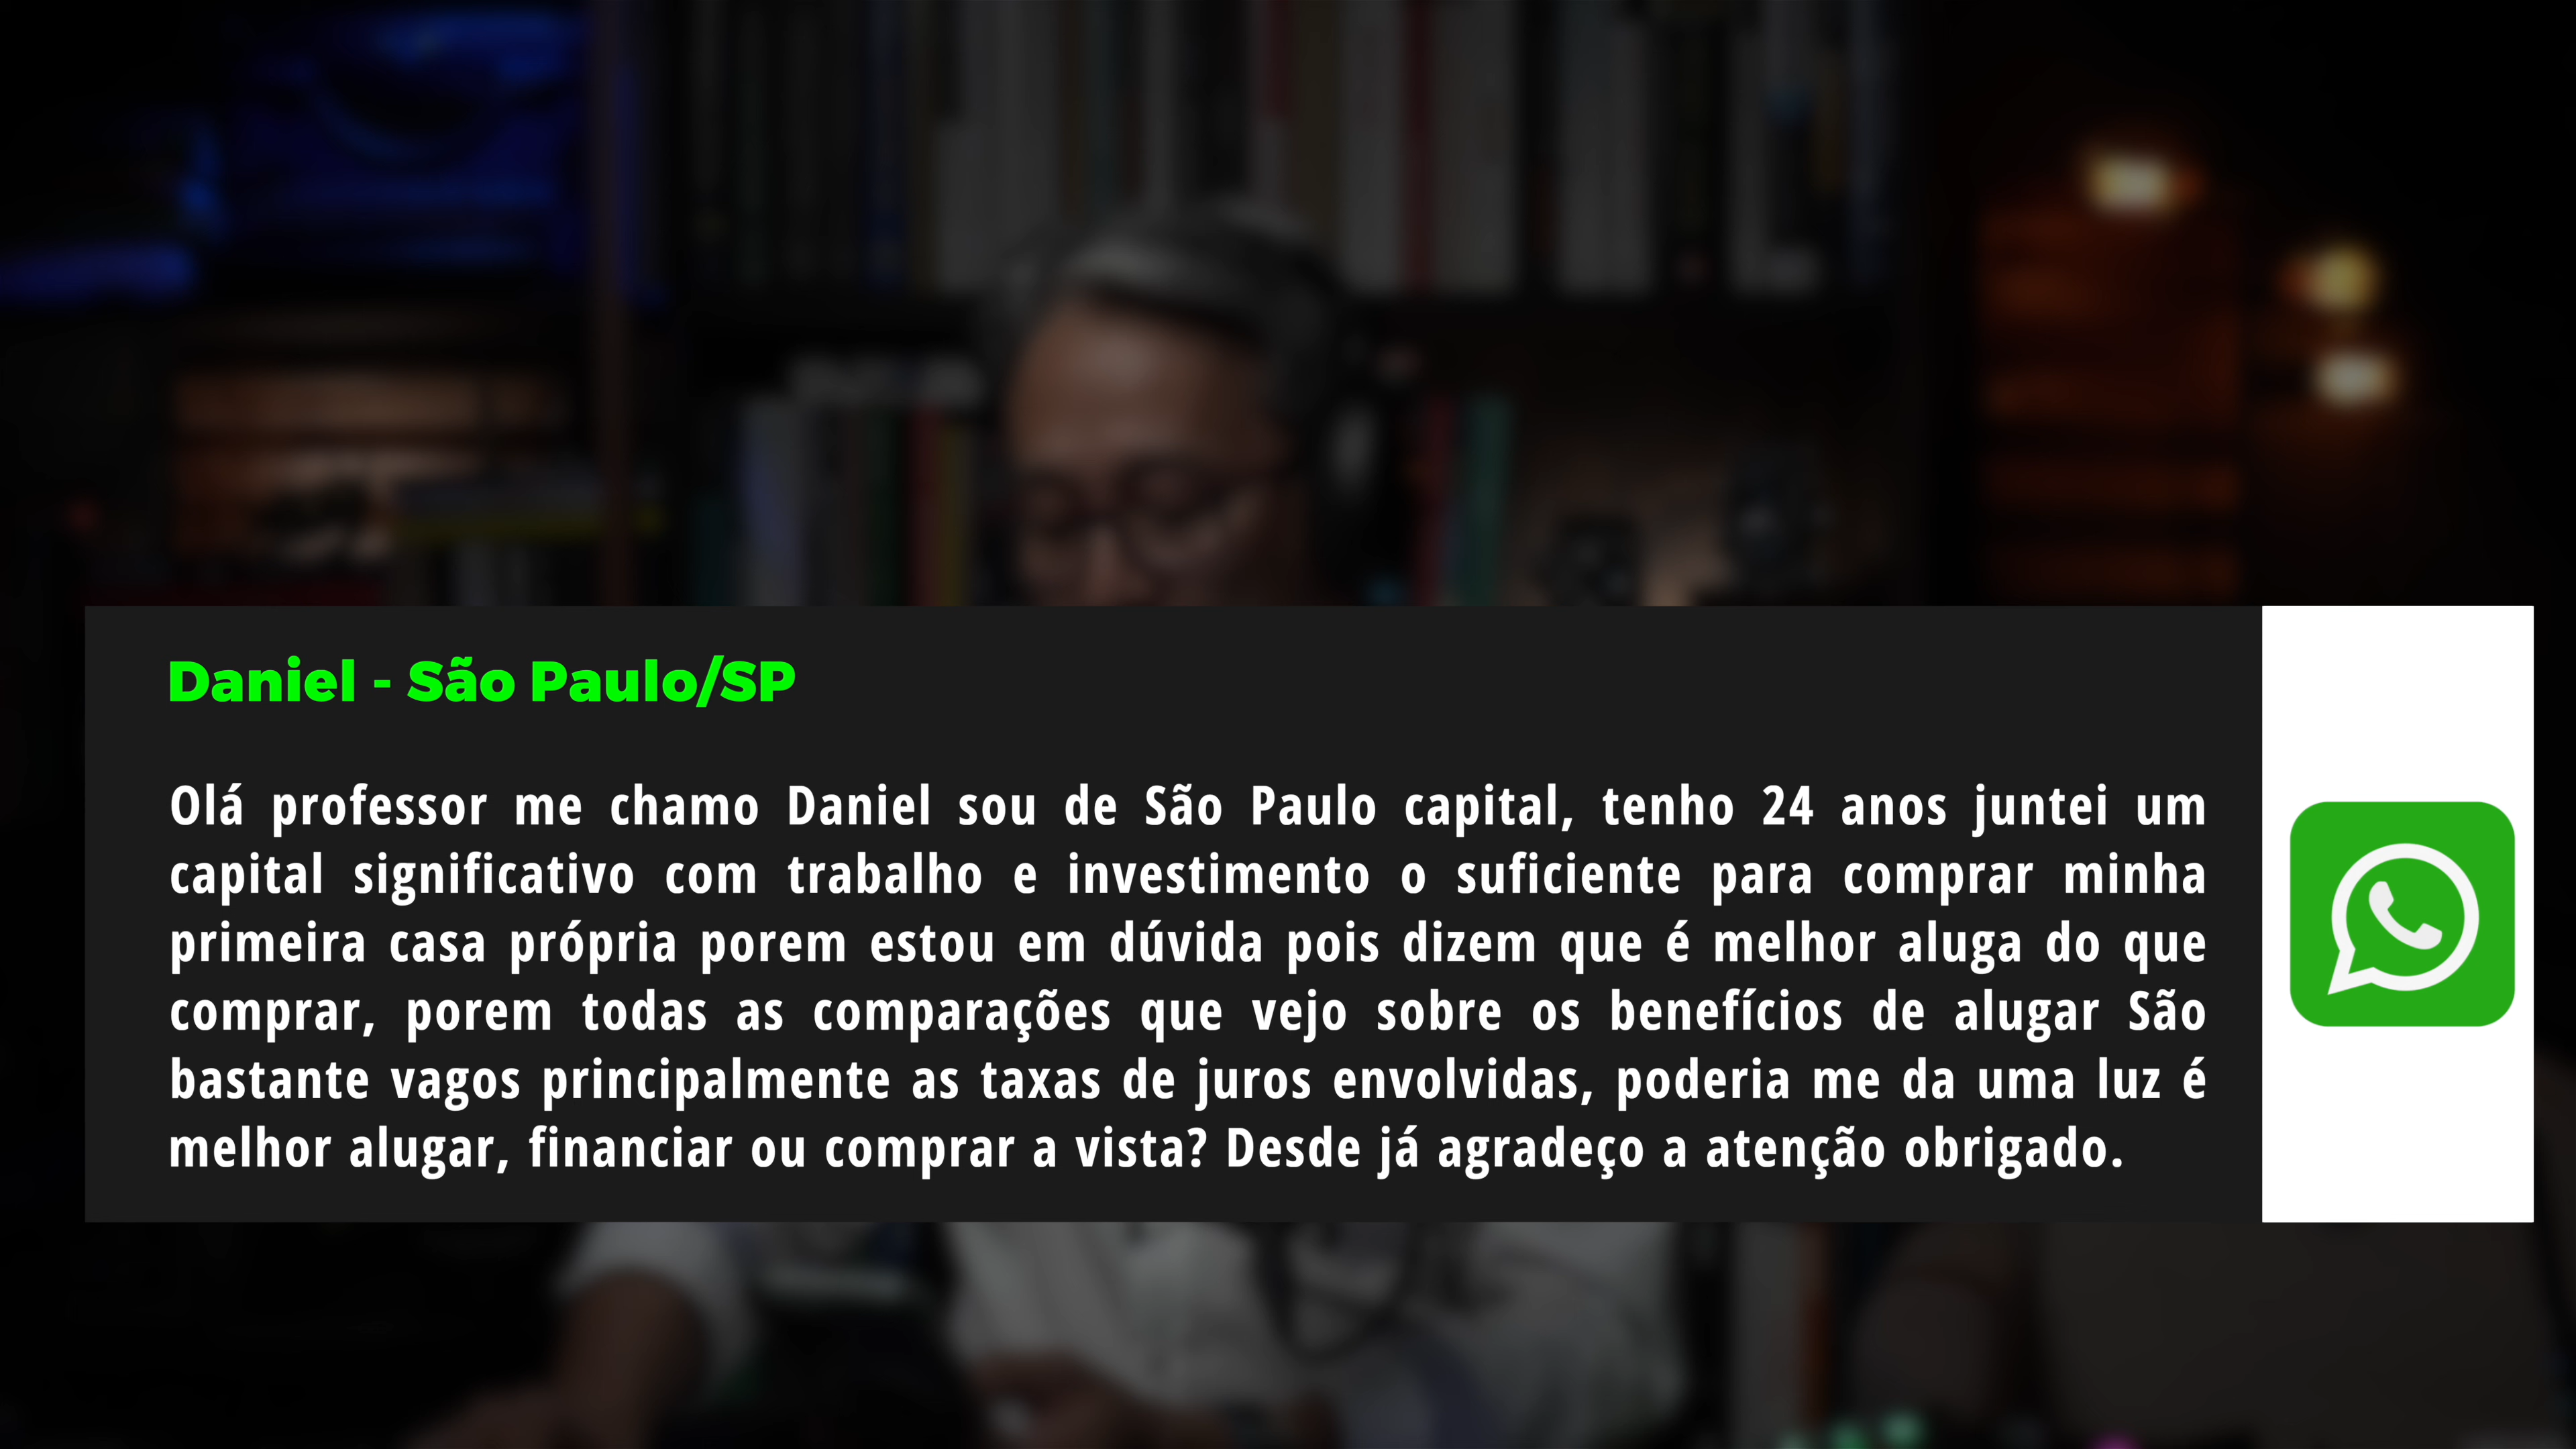 Daniel - São Paulo/SP
Olá professor me chamo Daniel sou de São Paulo capital, tenho 24 anos juntei um
capital significativo com trabalho e investimento o suficiente para comprar minha
primeira casa própria porem estou em dúvida pois dizem que é melhor aluga do que
comprar, porem todas as comparações que vejo sobre os benefícios de alugar São
bastante vagos principalmente as taxas de juros envolvidas, poderia me da uma luz é
melhor alugar, financiar ou comprar a vista? Desde já agradeço a atenção obrigado.